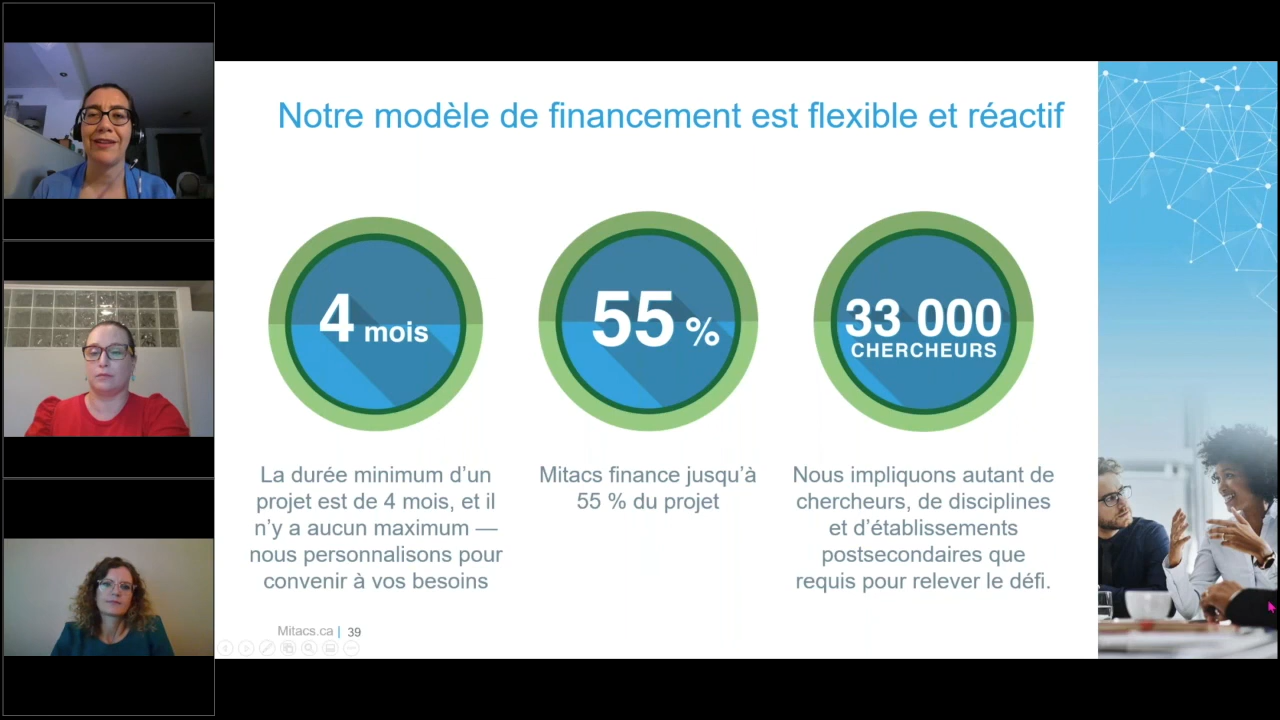 Notre modèle de financement est flexible et réactif
4 mois
La durée minimum d’un
projet est de 4 mois, et il
n’y a aucun maximum —
nous personnalisons pour
convenir à vos besoins
55 %
Mitacs finance jusqu’à
55 % du projet
33 000
CHERCHEURS
Nous impliquons autant de
chercheurs, de disciplines
et d’établissements
postsecondaires que
requis pour relever le défi.
Mitacs.ca | 39